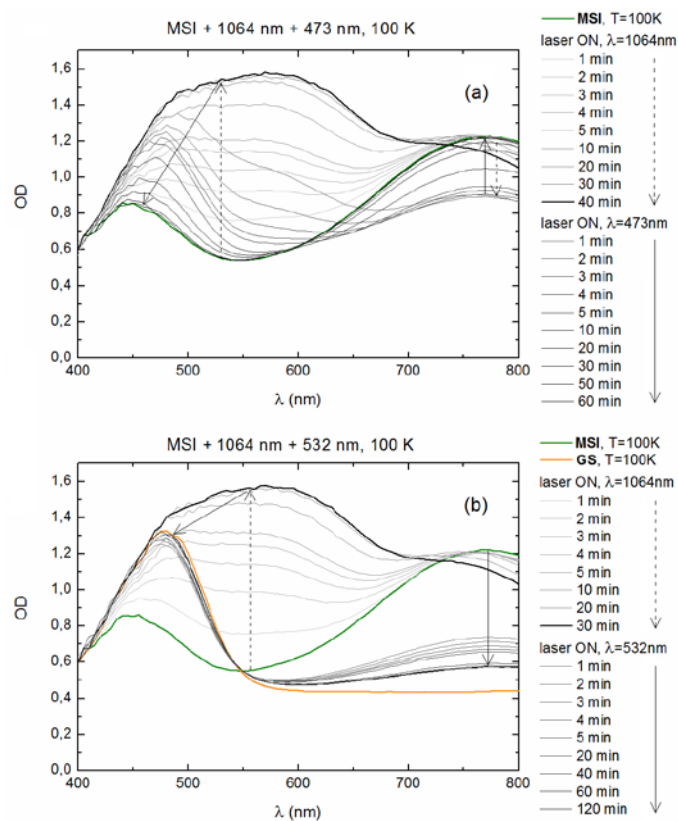 MSI + 1064 nm + 473 nm, 100 K
(a)
OD
1,6
1,4
1,2
1,0
0,8
0,6
0,4
0,2
0,0
400 500 600 700 800
λ (nm)
MSI, T=100K
laser ON, λ=1064nm
1 min
2 min
3 min
4 min
5 min
10 min
20 min
30 min
40 min
laser ON, λ=473nm
1 min
2 min
3 min
4 min
5 min
10 min
20 min
30 min
50 min
60 min
MSI + 1064 nm + 532 nm, 100 K
(b)
OD
1,6
1,4
1,2
1,0
0,8
0,6
0,4
0,2
0,0
400 500 600 700 800
λ (nm)
MSI, T=100K
GS, T=100K
laser ON, λ=1064nm
1 min
2 min
3 min
4 min
5 min
10 min
20 min
30 min
laser ON, λ=532nm
1 min
2 min
3 min
4 min
5 min
20 min
40 min
60 min
120 min